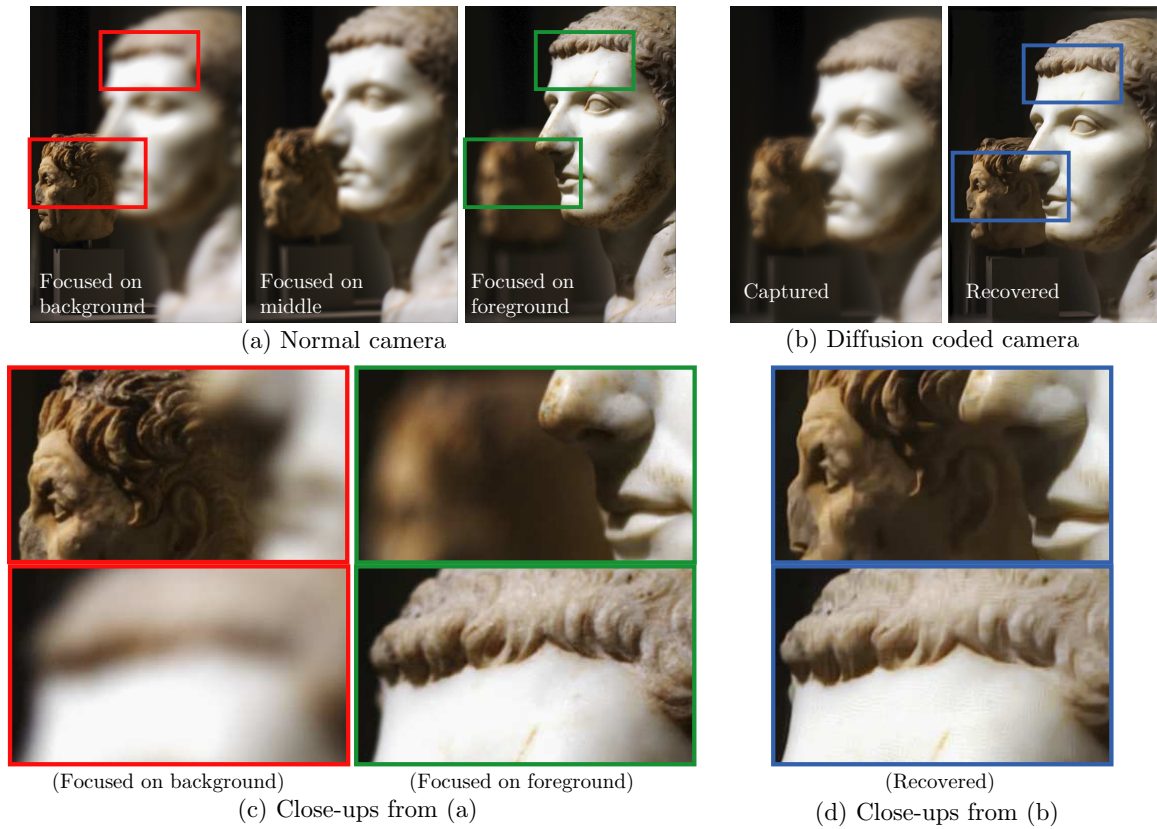 Focused on
background
Focused on
middle
Focused on
foreground
Captured
Recovered
(a) Normal camera
(b) Diffusion coded camera
(Focused on background)
(Focused on foreground)
(Recovered)
(c) Close-ups from (a)
(d) Close-ups from (b)